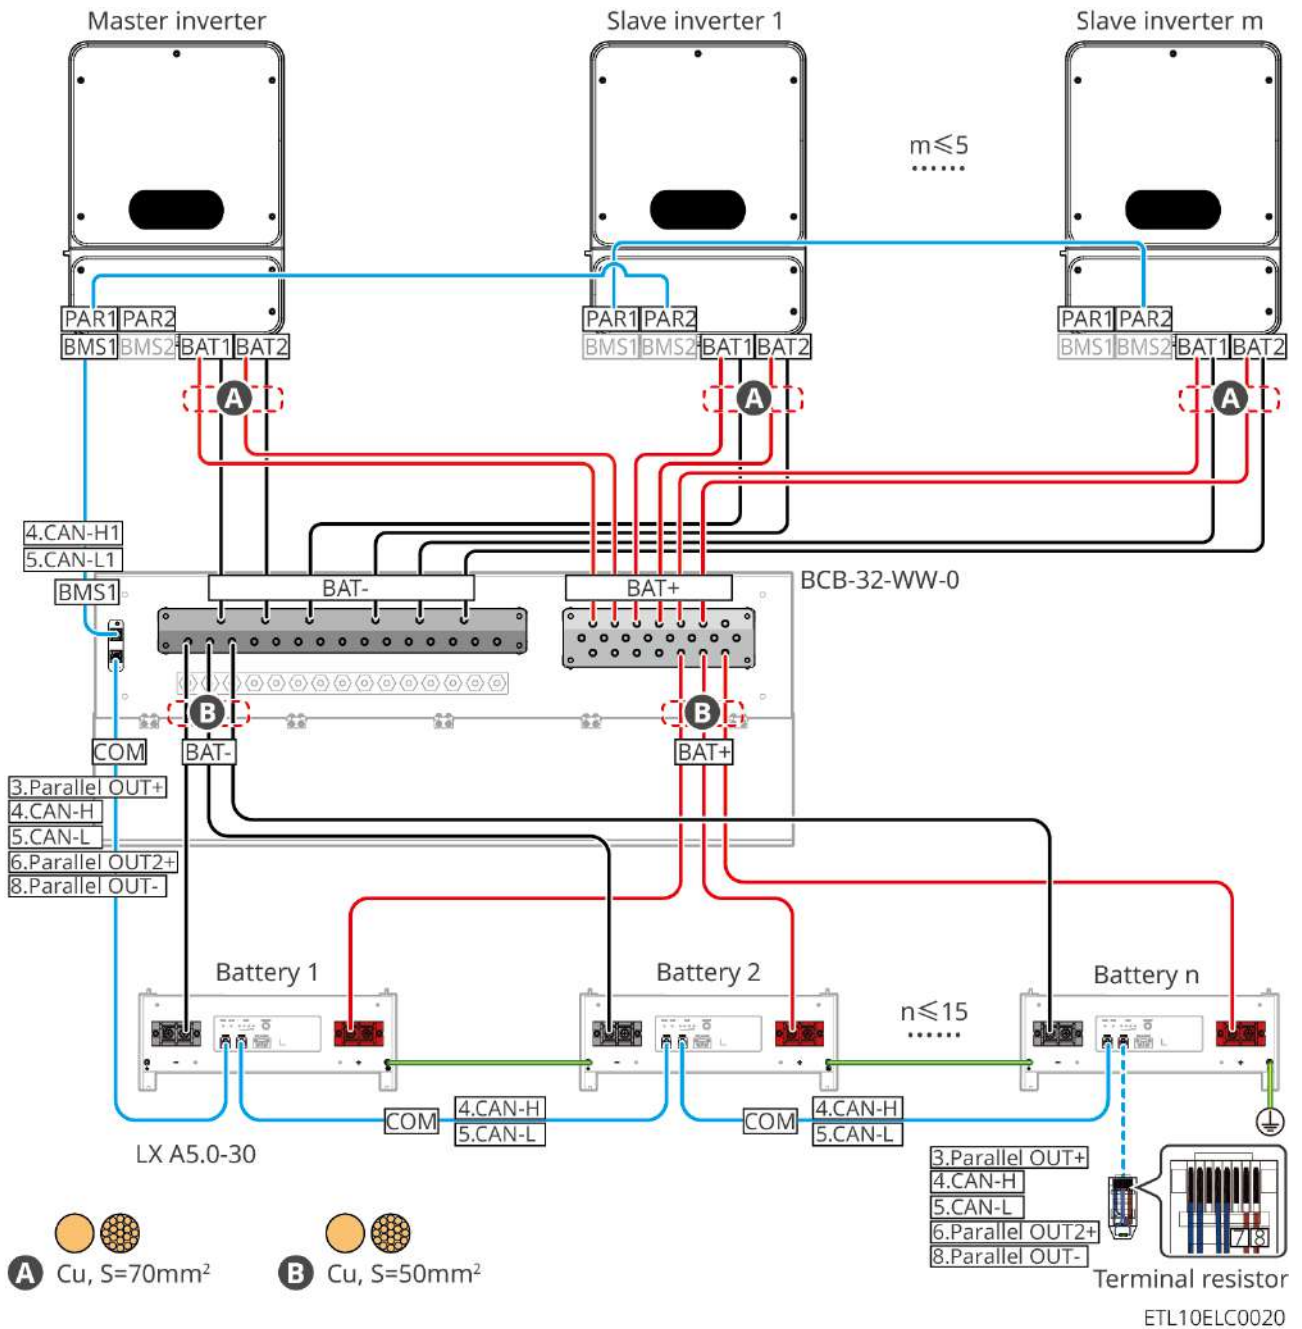 Master inverter
Slave inverter 1
Slave inverter m
m≤5
......
PAR1 PAR2
BMS1 BMS2 BAT1 BAT2
PAR1 PAR2
BMS1 BMS2 BAT1 BAT2
PAR1 PAR2
BMS1 BMS2 BAT1 BAT2
A
A
A
4.CAN-H1
5.CAN-L1
BMS1
BAT-
BAT+
BCB-32-WW-0
B
B
COM
BAT-
BAT+
3.Parallel OUT+
4.CAN-H
5.CAN-L
6.Parallel OUT2+
8.Parallel OUT-
Battery 1
Battery 2
Battery n
n≤15
......
COM
4.CAN-H
5.CAN-L
COM
4.CAN-H
5.CAN-L
LX A5.0-30
3.Parallel OUT+
4.CAN-H
5.CAN-L
6.Parallel OUT2+
8.Parallel OUT-
7 8
Terminal resistor
A Cu, S=70mm²
B Cu, S=50mm²
ETL10ELC0020